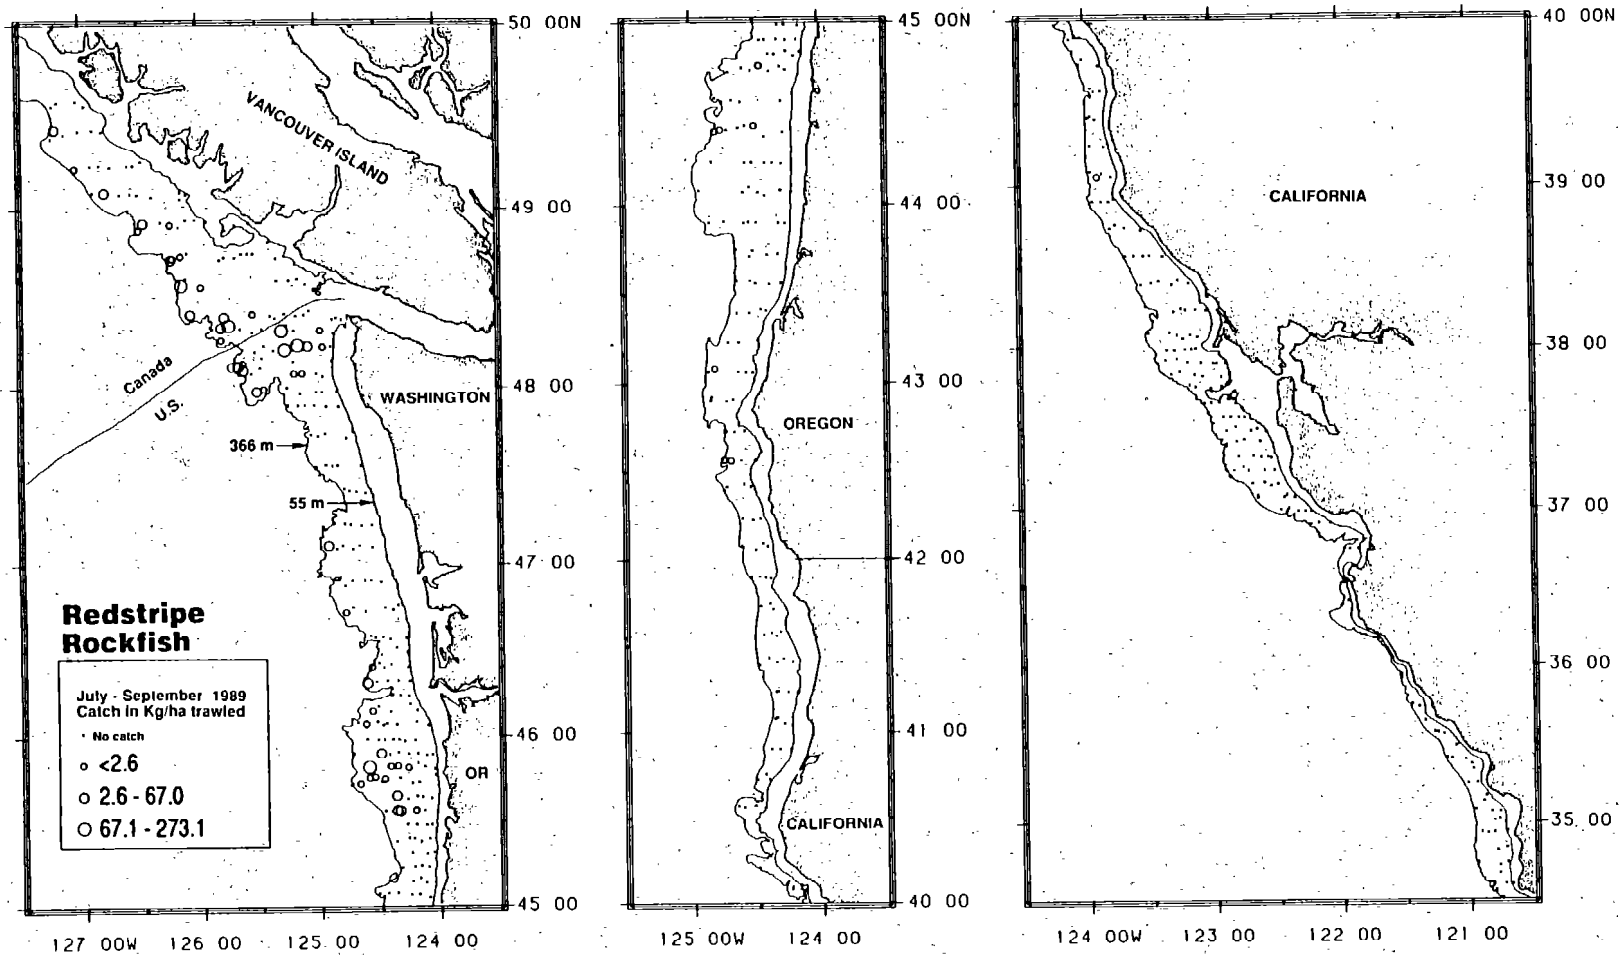 50 00N
49 00
48 00
47 00
46 00
45 00
127 00W
126 00
125 00
124 00
VANCOUVER ISLAND
Canada
U.S.
WASHINGTON
366 m
55 m
OR
Redstripe
Rockfish
July - September 1989
Catch in Kg/ha trawled
No catch
<2.6
2.6 - 67.0
67.1 - 273.1
45 00N
44 00
43 00
42 00
41 00
40 00
125 00W
124 00
OREGON
CALIFORNIA
40 00N
39 00
38 00
37 00
36 00
35 00
124 00W
123 00
122 00
121 00
CALIFORNIA